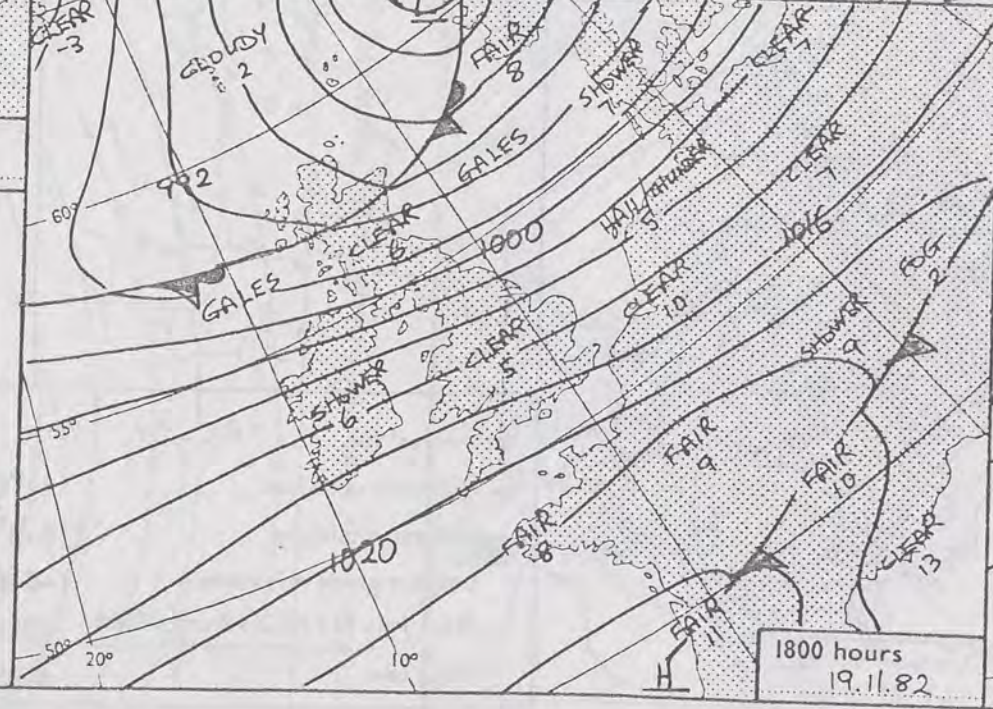 CLEAR
-3
CLOUDY
2
L
FAIR
8
SHOWER
7
CLEAR
7
GALES
992
60°
CLEAR
6
GALES
1000
HAIL/THUNDER
5
CLEAR
7
1016
FOG
2
CLEAR
10
SHOWER
9
55°
SHOWER
6
CLEAR
5
FAIR
9
FAIR
10
1020
FAIR
8
CLEAR
13
FAIR
11
50°
20°
10°
H
1800 hours
19.11.82